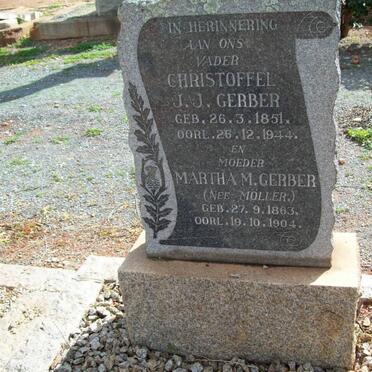 IN HERINNERING
AAN ONS
VADER
CHRISTOFFEL
J. J. GERBER
GEB. 26.3.1851.
OORL. 26.12.1944.
EN
MOEDER
MARTHA M. GERBER
(NEE MÖLLER.)
GEB. 27.9.1863.
OORL. 19.10.1904.